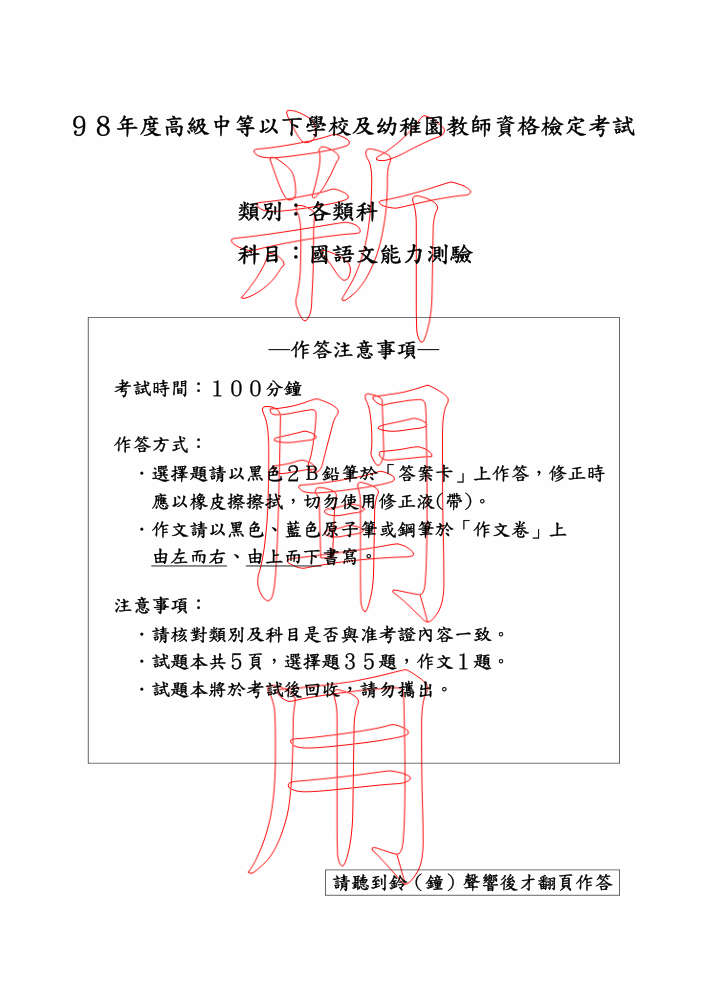 ９８年度高級中等以下學校及幼稚園教師資格檢定考試
類別：各類科
科目：國語文能力測驗
—作答注意事項—
考試時間：１００分鐘
作答方式：
．選擇題請以黑色２Ｂ鉛筆於「答案卡」上作答，修正時
應以橡皮擦擦拭，切勿使用修正液(帶)。
．作文請以黑色、藍色原子筆或鋼筆於「作文卷」上
由左而右、由上而下書寫。
注意事項：
．請核對類別及科目是否與准考證內容一致。
．試題本共５頁，選擇題３５題，作文１題。
．試題本將於考試後回收，請勿攜出。
請聽到鈴（鐘）聲響後才翻頁作答
新聞用